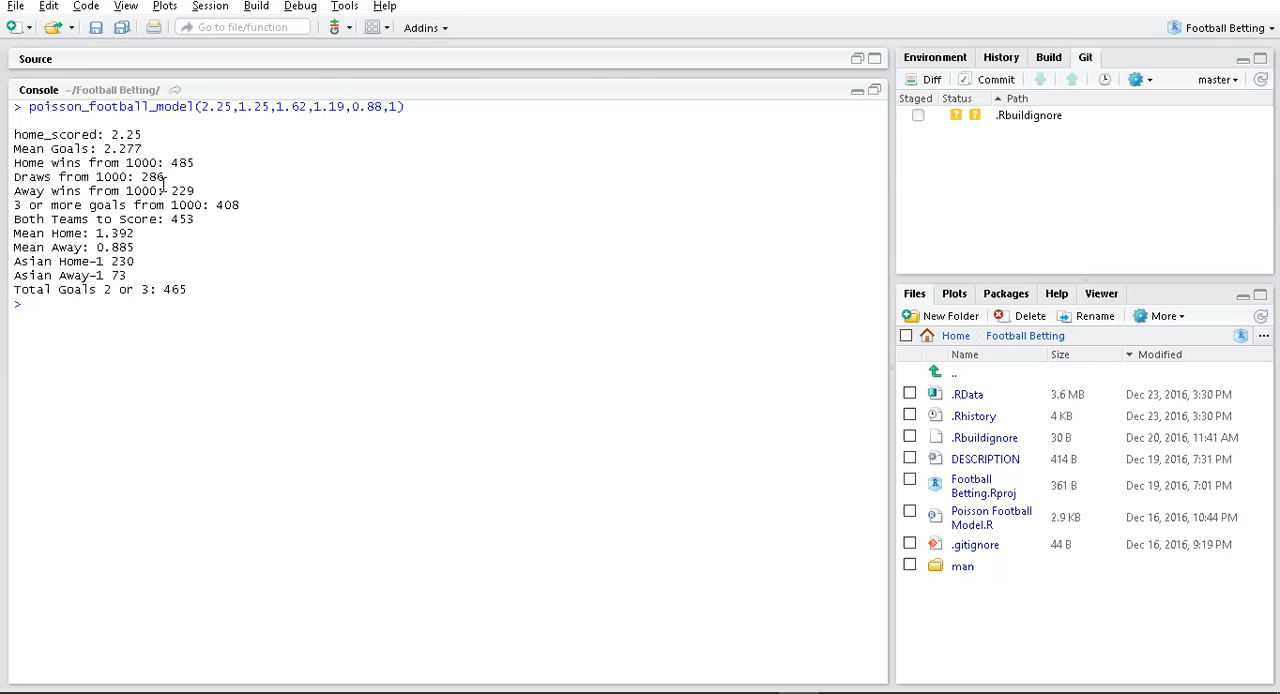 File Edit Code View Plots Session Build Debug Tools Help
Go to file/function Addins Football Betting
Source
Console ~/Football Betting/
> poisson_football_model(2.25,1.25,1.62,1.19,0.88,1)
home_scored: 2.25
Mean Goals: 2.277
Home wins from 1000: 485
Draws from 1000: 286
Away wins from 1000: 229
3 or more goals from 1000: 408
Both Teams to Score: 453
Mean Home: 1.392
Mean Away: 0.885
Asian Home-1 230
Asian Away-1 73
Total Goals 2 or 3: 465
>
Environment History Build Git
Diff Commit master
Staged Status Path
? ? .Rbuildignore
Files Plots Packages Help Viewer
New Folder Delete Rename More
Home Football Betting ...
Name Size Modified
..
.RData 3.6 MB Dec 23, 2016, 3:30 PM
.Rhistory 4 KB Dec 23, 2016, 3:30 PM
.Rbuildignore 30 B Dec 20, 2016, 11:41 AM
DESCRIPTION 414 B Dec 19, 2016, 7:31 PM
Football
Betting.Rproj 361 B Dec 19, 2016, 7:01 PM
Poisson Football
Model.R 2.9 KB Dec 16, 2016, 10:44 PM
.gitignore 44 B Dec 16, 2016, 9:19 PM
man